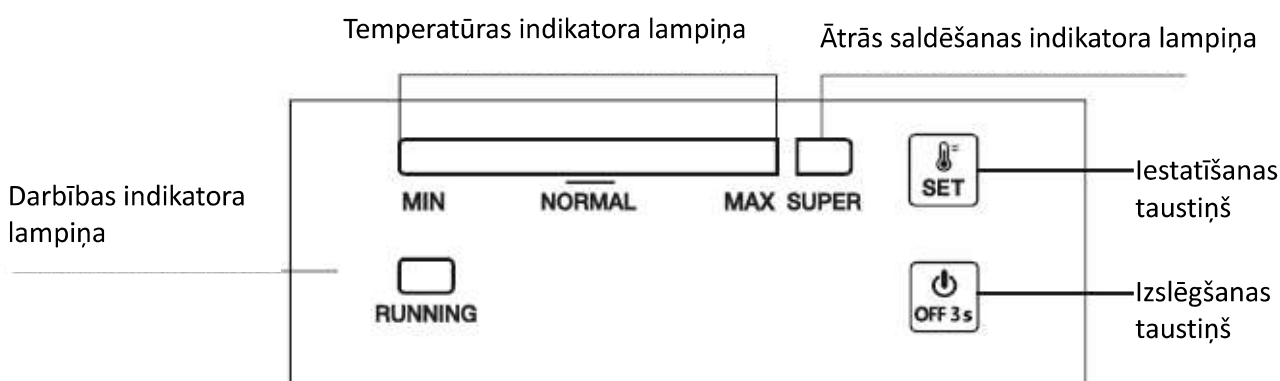 Temperatūras indikatora lampiņa
Ātrās saldēšanas indikatora lampiņa
MIN NORMAL MAX SUPER
SET
Iestatīšanas
taustiņš
Darbības indikatora
lampiņa
RUNNING
OFF 3s
Izslēgšanas
taustiņš